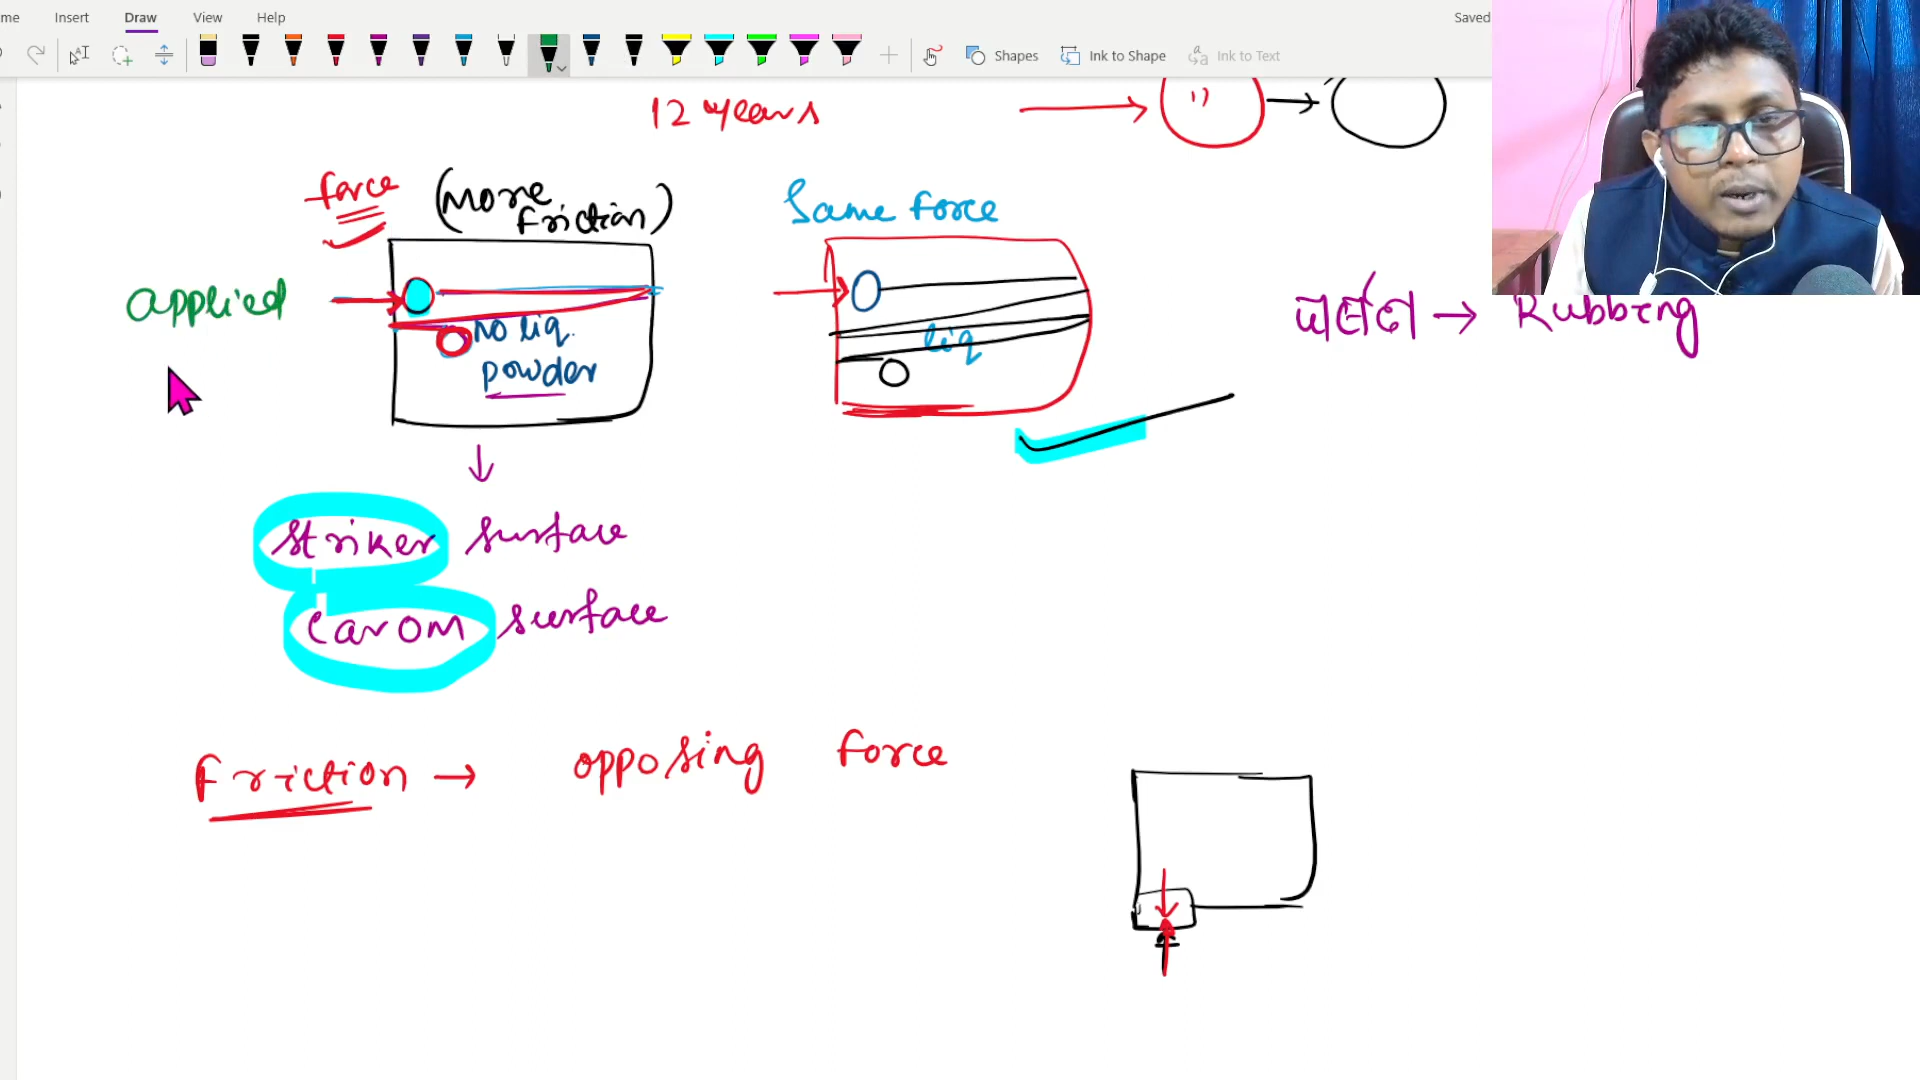 me Insert Draw View Help Saved
Shapes Ink to Shape Ink to Text
12 years
force
(More friction)
Same force
applied
No liq.
powder
liq
→ Rubbing
↓
striker surface
carom surface
friction → opposing force